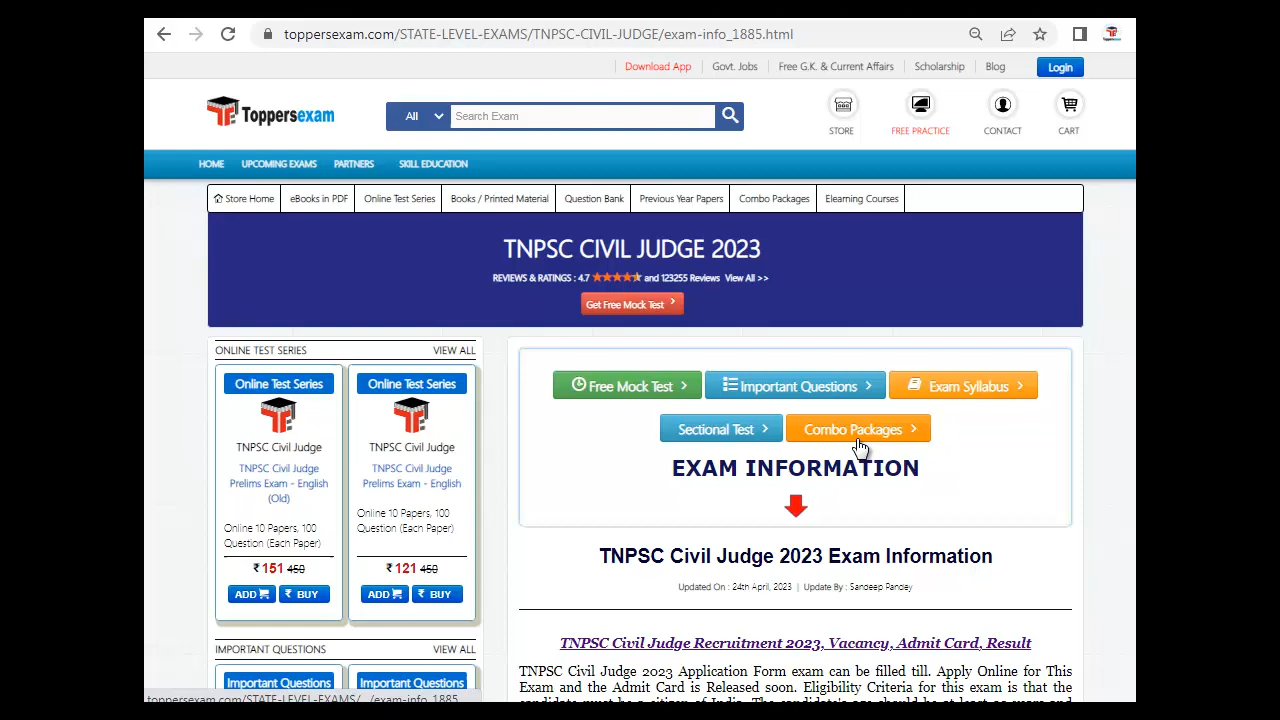 toppersexam.com/STATE-LEVEL-EXAMS/TNPSC-CIVIL-JUDGE/exam-info_1885.html
Download App Govt. Jobs Free G.K. & Current Affairs Scholarship Blog Login
Toppersexam
All Search Exam
STORE FREE PRACTICE CONTACT CART
HOME UPCOMING EXAMS PARTNERS SKILL EDUCATION
Store Home eBooks in PDF Online Test Series Books / Printed Material Question Bank Previous Year Papers Combo Packages Elearning Courses
TNPSC CIVIL JUDGE 2023
REVIEWS & RATINGS : 4.7 and 123255 Reviews View All >>
Get Free Mock Test
ONLINE TEST SERIES VIEW ALL
Online Test Series
TNPSC Civil Judge
TNPSC Civil Judge
Prelims Exam - English
(Old)
Online 10 Papers, 100
Question (Each Paper)
₹ 151 450
ADD ₹ BUY
Online Test Series
TNPSC Civil Judge
TNPSC Civil Judge
Prelims Exam - English
Online 10 Papers, 100
Question (Each Paper)
₹ 121 450
ADD ₹ BUY
IMPORTANT QUESTIONS VIEW ALL
Important Questions Important Questions
toppersexam.com/STATE-LEVEL-EXAMS/.../exam-info_1885...
Free Mock Test Important Questions Exam Syllabus
Sectional Test Combo Packages
EXAM INFORMATION
TNPSC Civil Judge 2023 Exam Information
Updated On : 24th April, 2023 | Update By : Sandeep Pandey
TNPSC Civil Judge Recruitment 2023, Vacancy, Admit Card, Result
TNPSC Civil Judge 2023 Application Form exam can be filled till. Apply Online for This
Exam and the Admit Card is Released soon. Eligibility Criteria for this exam is that the